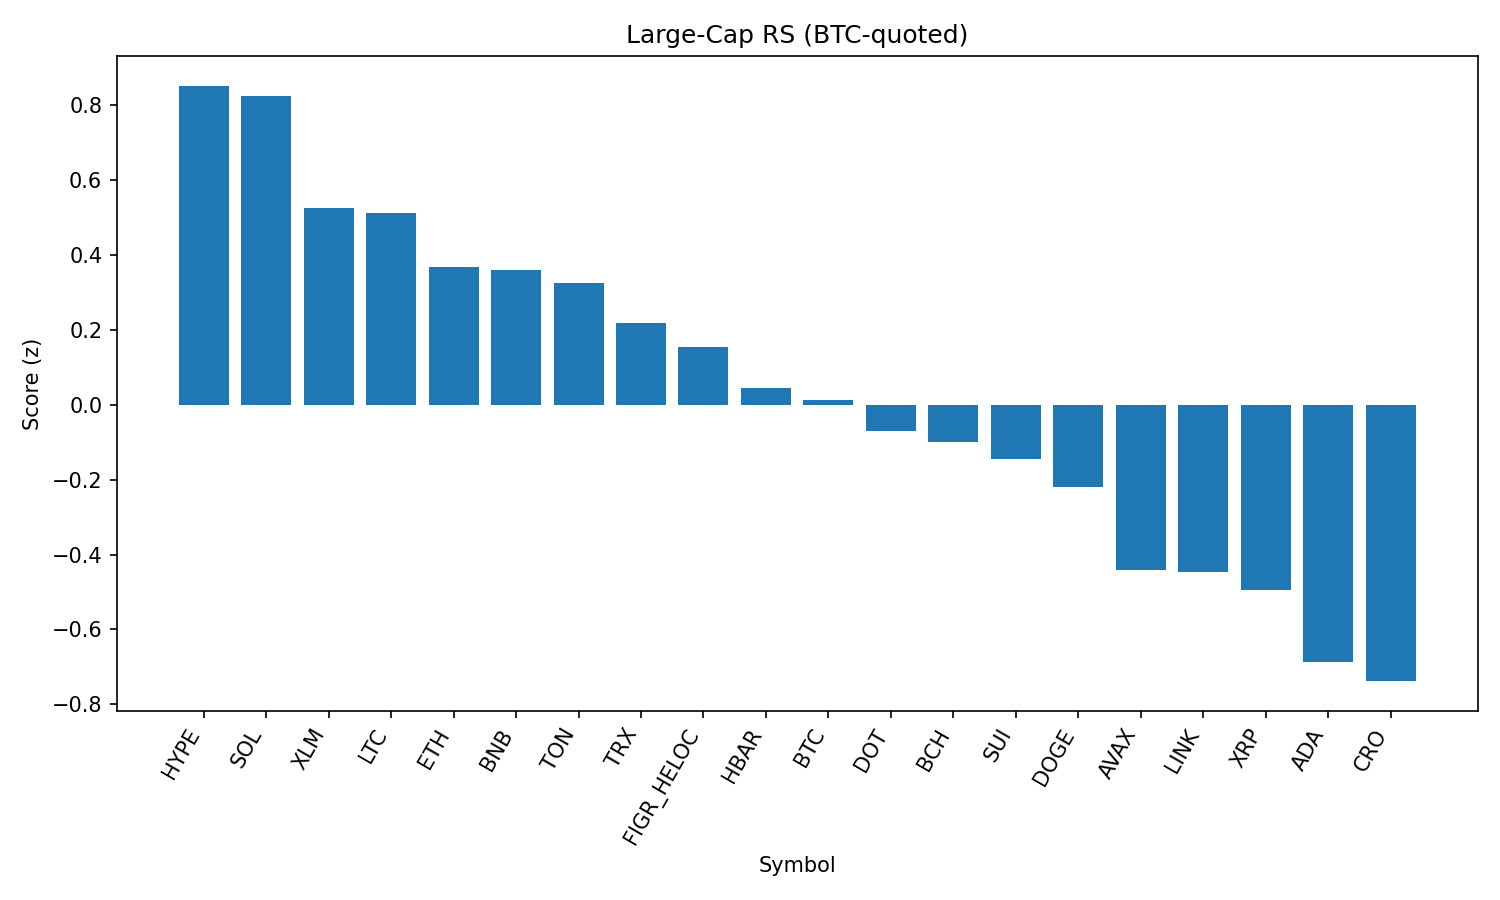 Large-Cap RS (BTC-quoted)
Score (z)
0.8
0.6
0.4
0.2
0.0
−0.2
−0.4
−0.6
−0.8
HYPE
SOL
XLM
LTC
ETH
BNB
TON
TRX
FIGR_HELOC
HBAR
BTC
DOT
BCH
SUI
DOGE
AVAX
LINK
XRP
ADA
CRO
Symbol